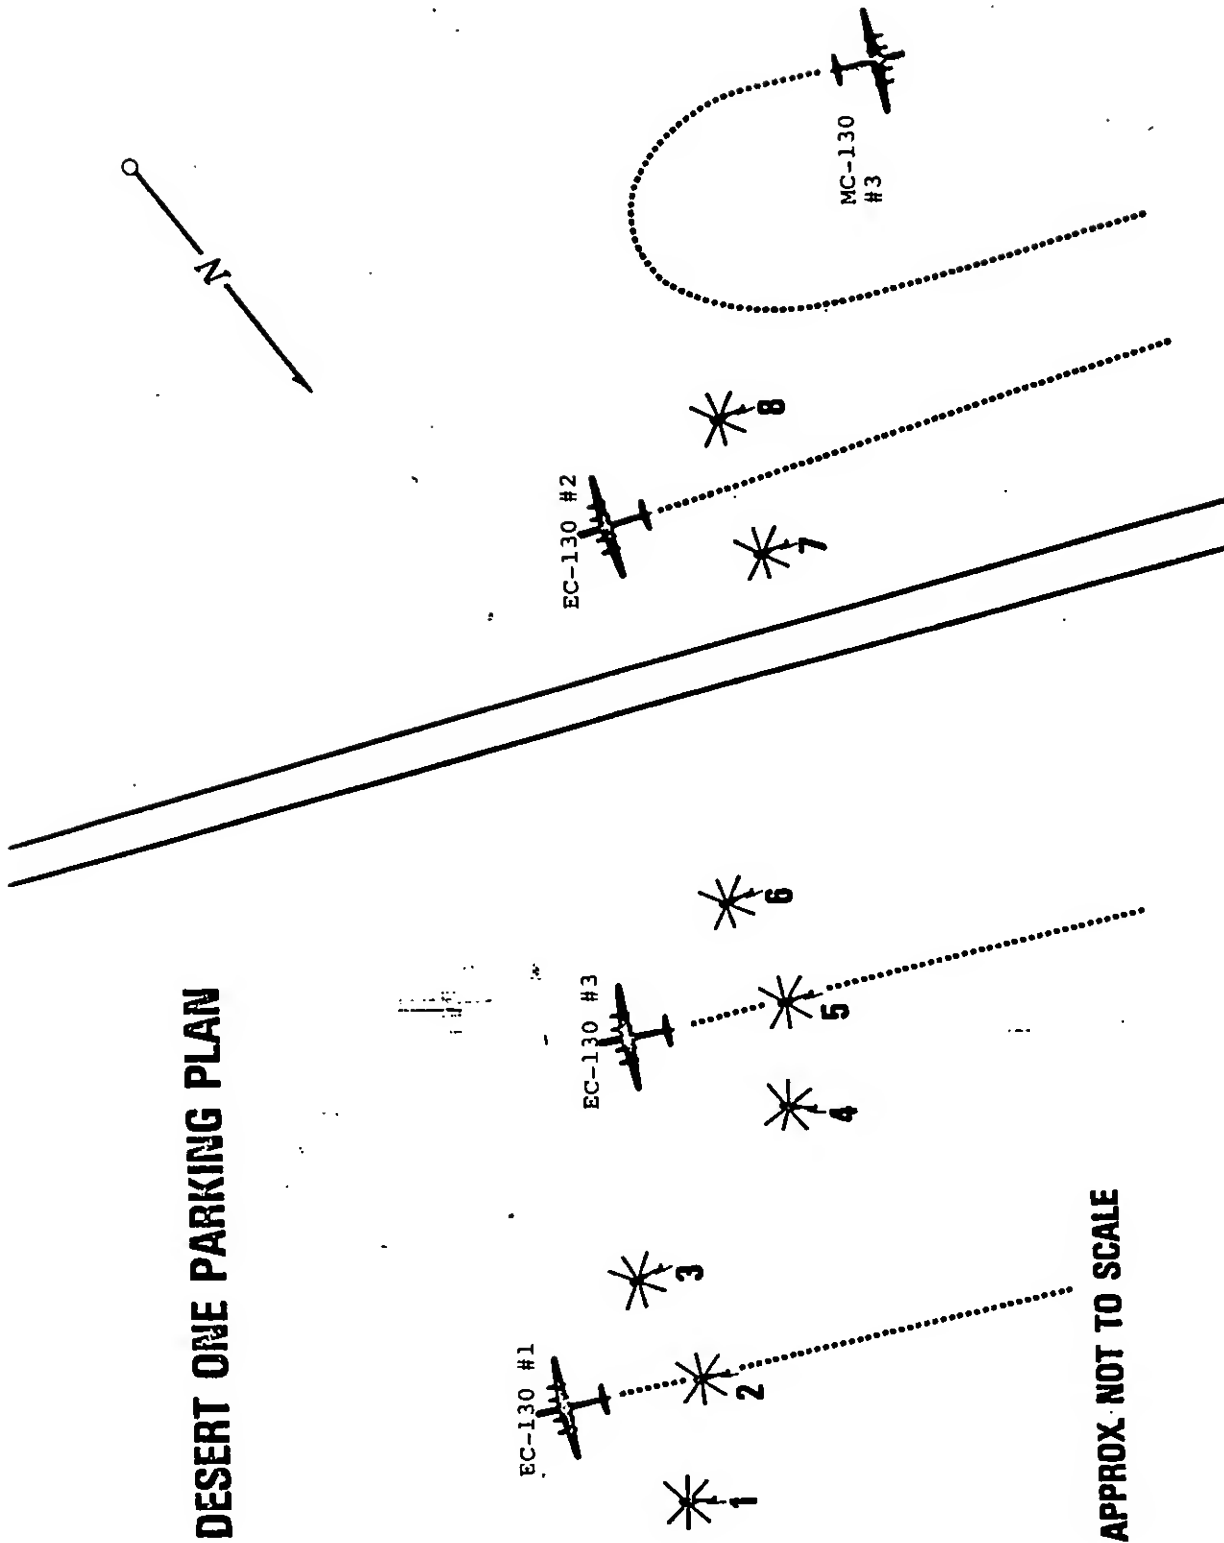 DESERT ONE PARKING PLAN
N
EC-130 #1
EC-130 #3
EC-130 #2
MC-130
#3
1
2
3
4
5
6
7
8
APPROX. NOT TO SCALE